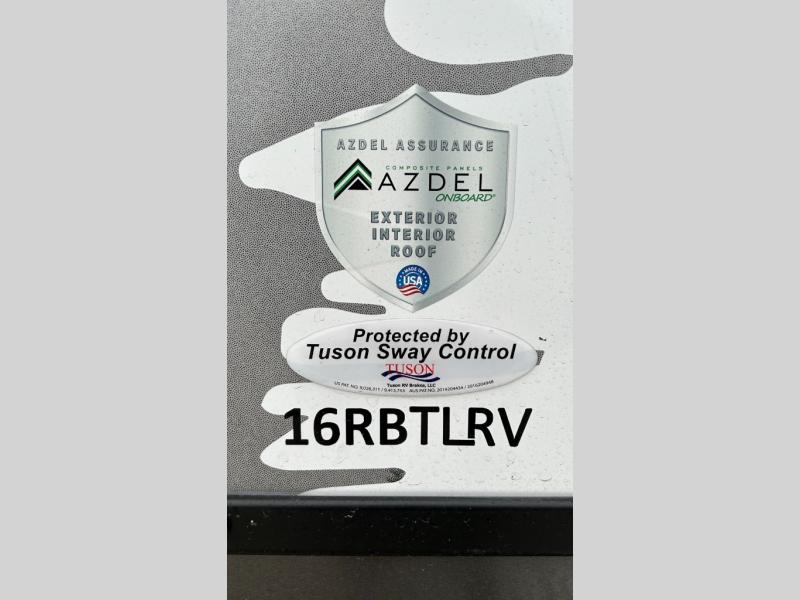 AZDEL ASSURANCE
COMPOSITE PANELS
AZDEL
ONBOARD®
EXTERIOR
INTERIOR
ROOF
MADE IN
USA
Protected by
Tuson Sway Control
TUSON
Tuson RV Brakes, LLC
16RBTLRV